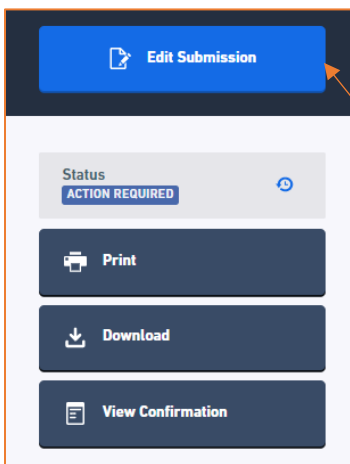 Edit Submission
Status
ACTION REQUIRED
Print
Download
View Confirmation